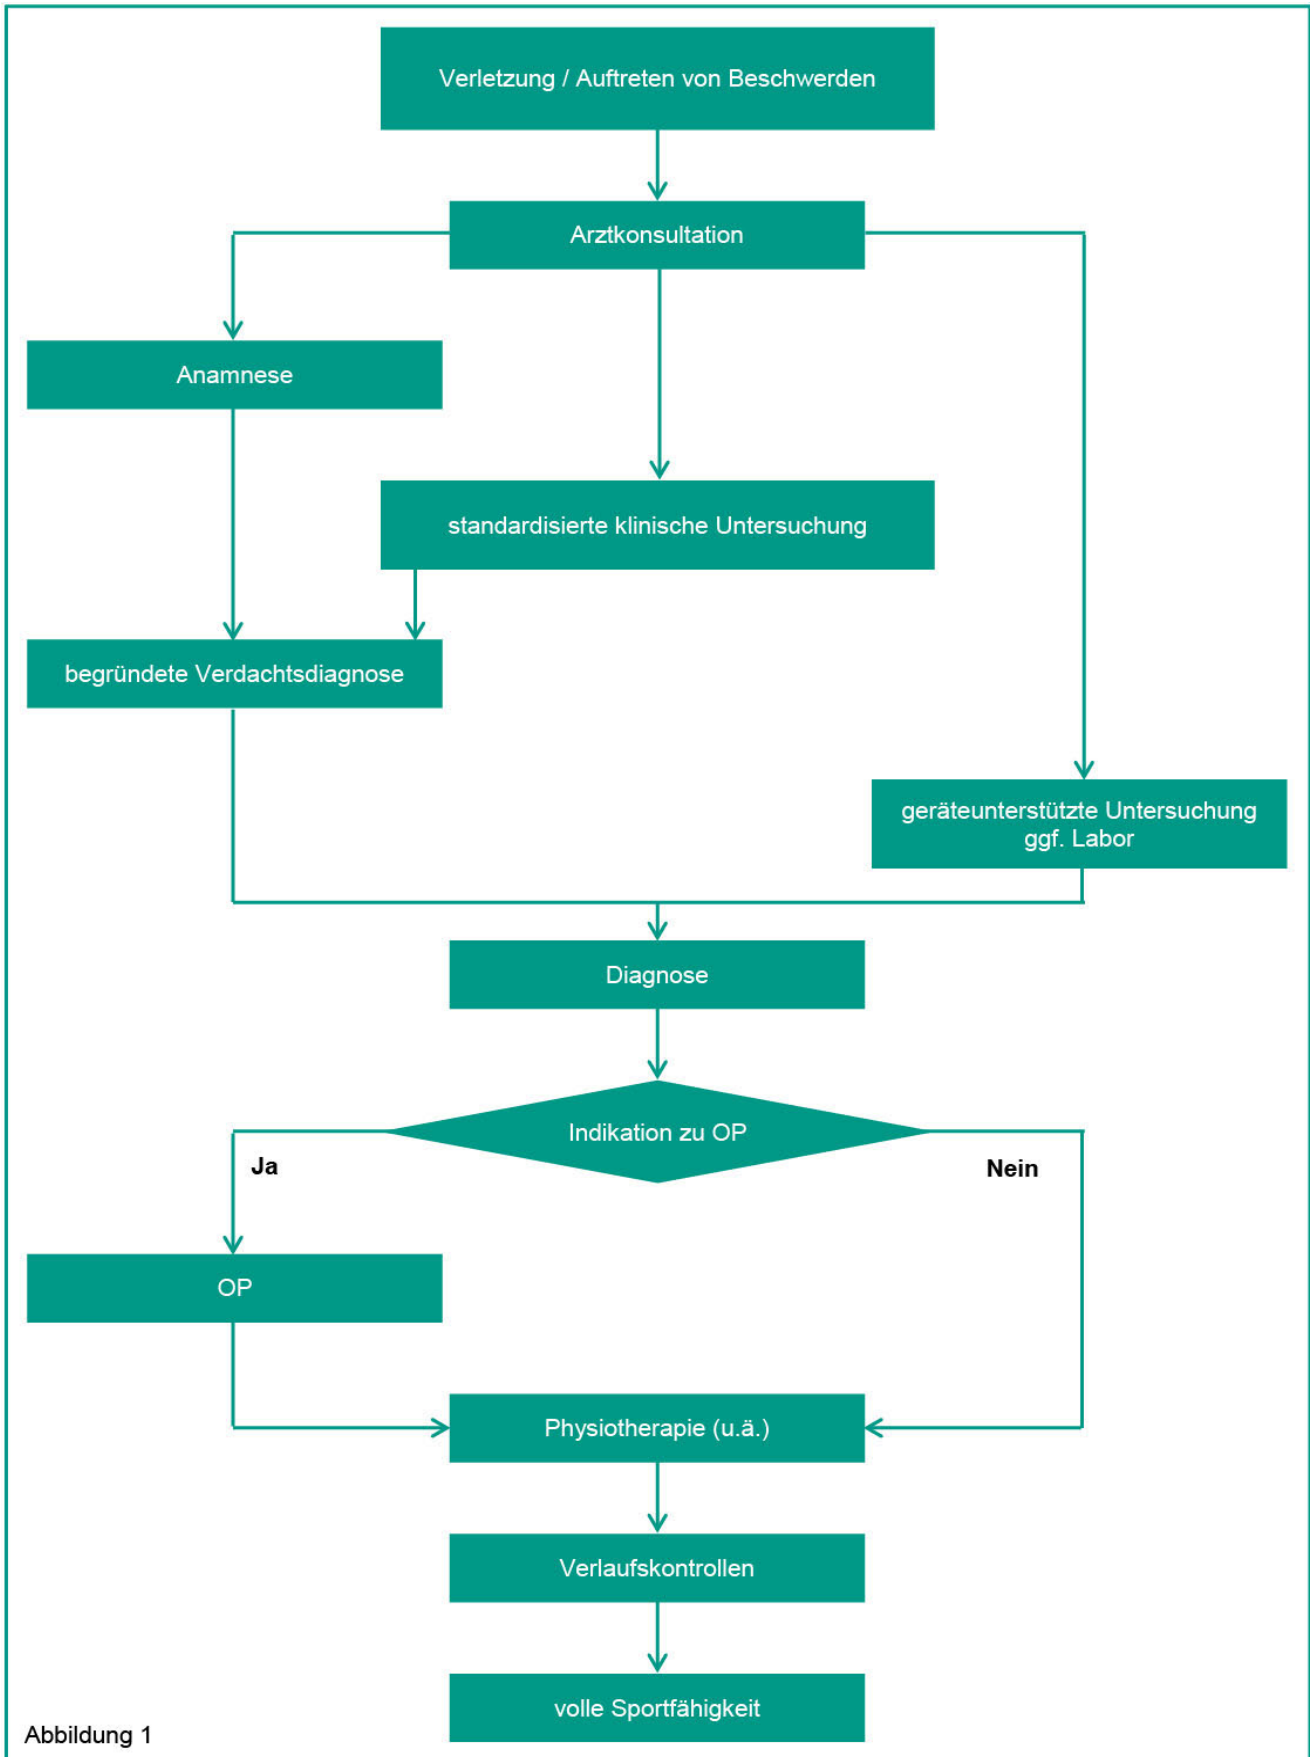 Verletzung / Auftreten von Beschwerden
Arztkonsultation
Anamnese
standardisierte klinische Untersuchung
begründete Verdachtsdiagnose
geräteunterstützte Untersuchung
ggf. Labor
Diagnose
Indikation zu OP
Ja
Nein
OP
Physiotherapie (u.ä.)
Verlaufskontrollen
volle Sportfähigkeit
Abbildung 1